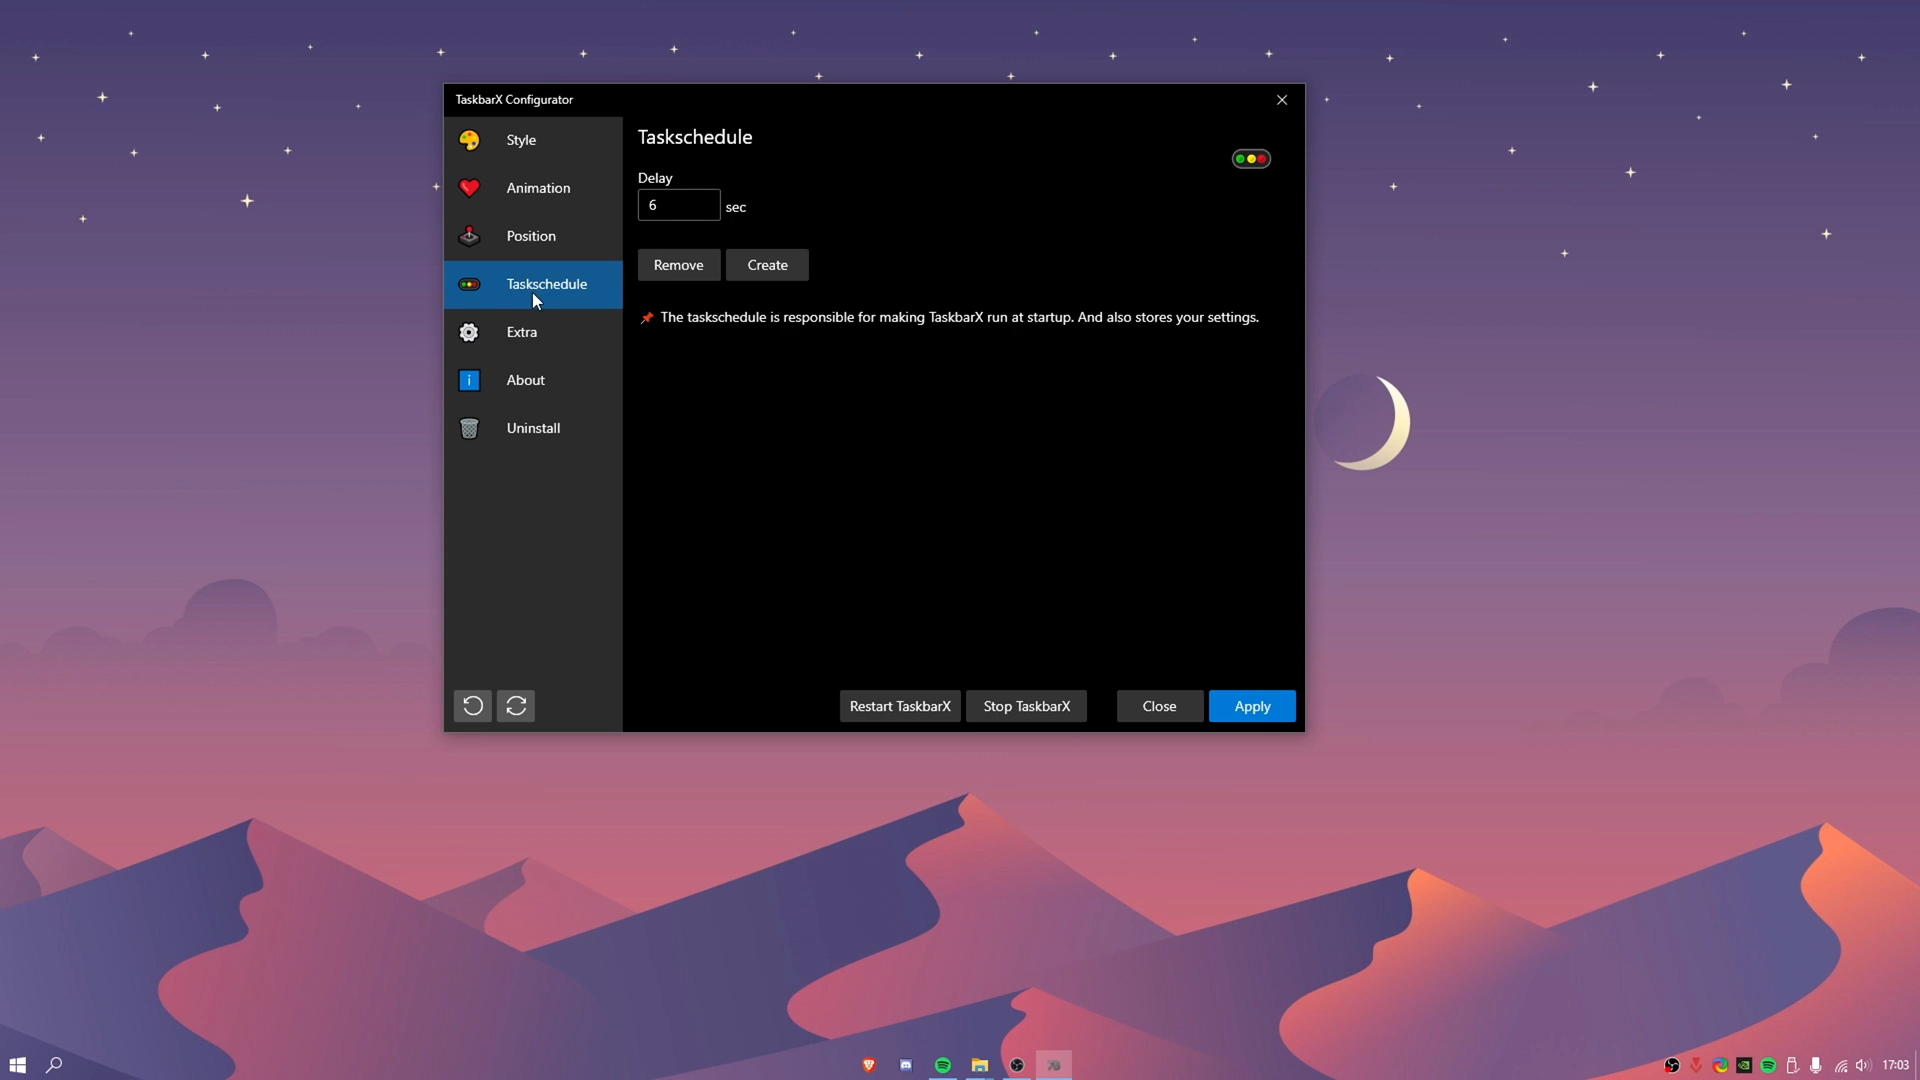 TaskbarX Configurator
Style
Animation
Position
Taskschedule
Extra
i
About
Uninstall
Taskschedule
Delay
6
sec
Remove
Create
The taskschedule is responsible for making TaskbarX run at startup. And also stores your settings.
Restart TaskbarX
Stop TaskbarX
Close
Apply
17:03